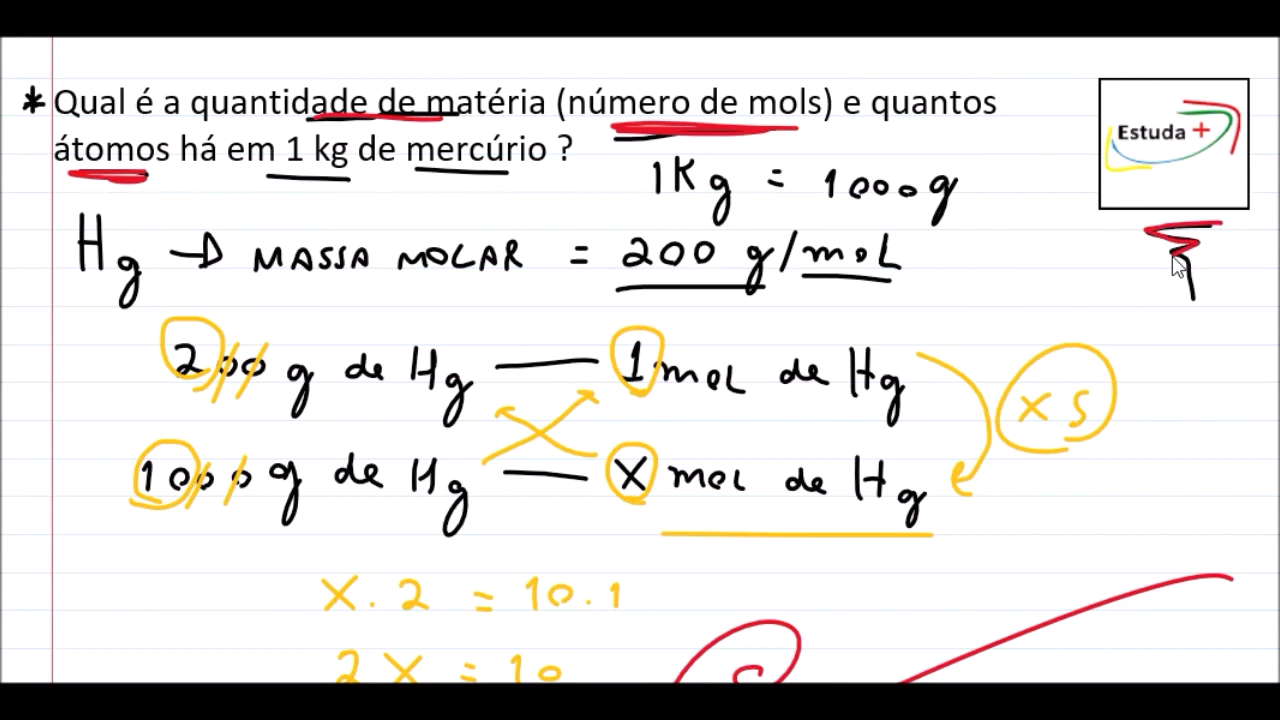 * Qual é a quantidade de matéria (número de mols) e quantos
átomos há em 1 kg de mercúrio ?
Estuda +
1Kg = 1000g
Hg → MASSA MOLAR = 200 g/mol
200 g de Hg — 1 mol de Hg
x 5
1000 g de Hg — X mol de Hg
X . 2 = 10.1
2 X = 10